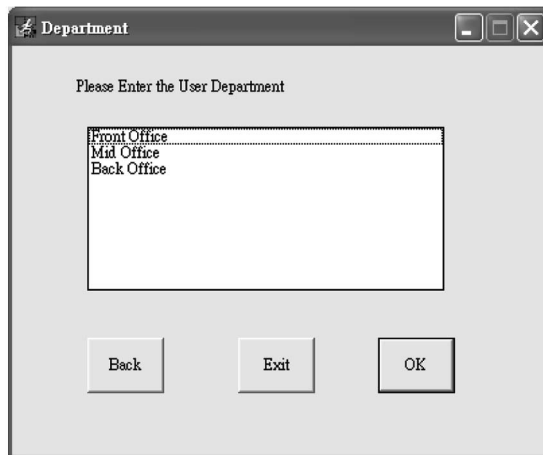 Department
Please Enter the User Department
Front Office
Mid Office
Back Office
Back
Exit
OK